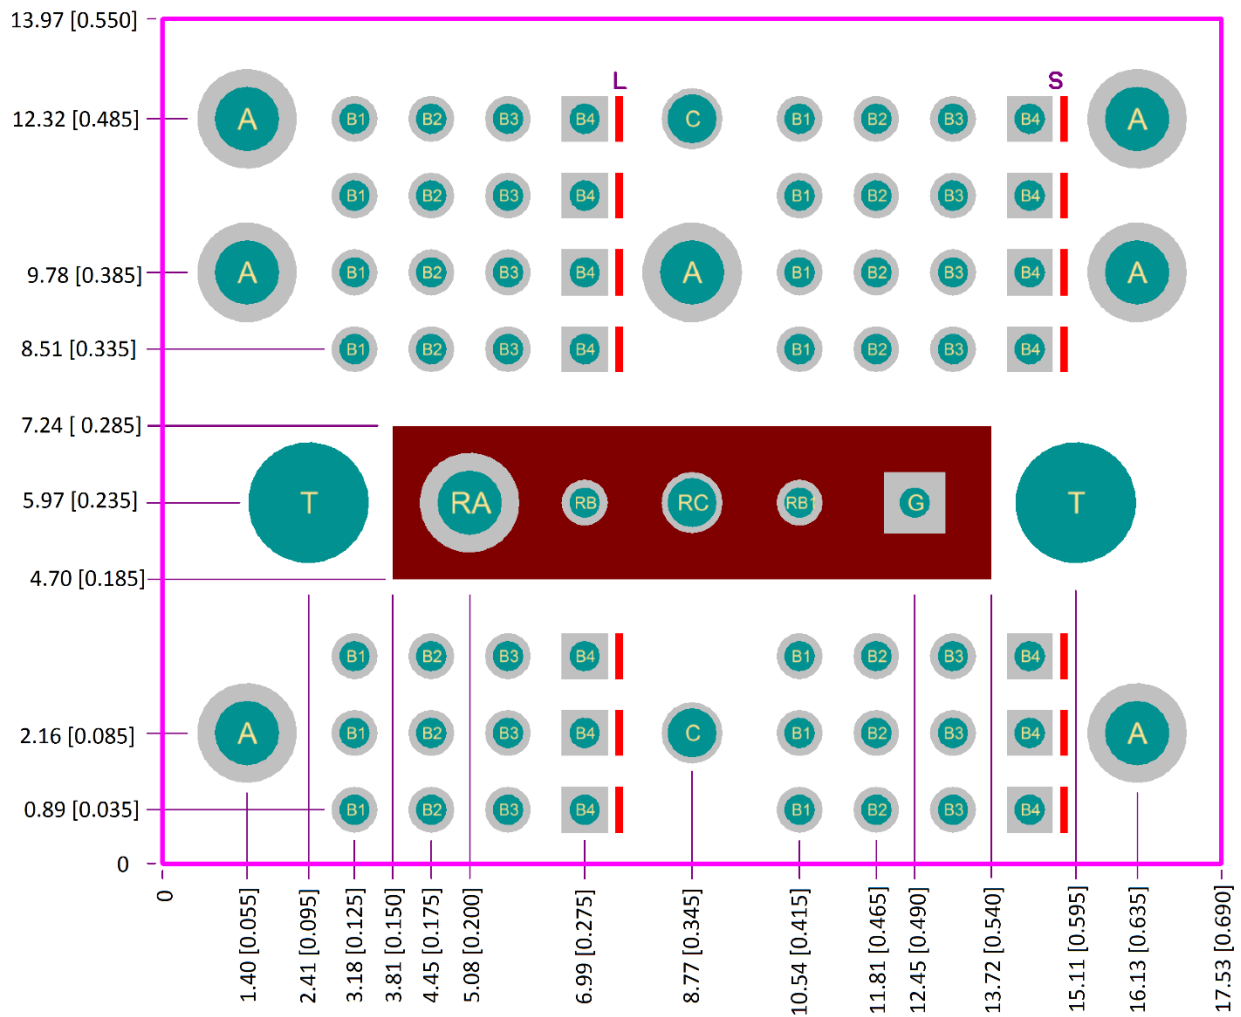 13.97 [0.550]
L S
12.32 [0.485] A B1 B2 B3 B4 C B1 B2 B3 B4 A
B1 B2 B3 B4 B1 B2 B3 B4
9.78 [0.385] A B1 B2 B3 B4 A B1 B2 B3 B4 A
8.51 [0.335] B1 B2 B3 B4 B1 B2 B3 B4
7.24 [ 0.285]
5.97 [0.235] T RA RB RC RB1 G T
4.70 [0.185]
B1 B2 B3 B4 B1 B2 B3 B4
2.16 [0.085] A B1 B2 B3 B4 C B1 B2 B3 B4 A
0.89 [0.035] B1 B2 B3 B4 B1 B2 B3 B4
0
0
1.40 [0.055]
2.41 [0.095]
3.18 [0.125]
3.81 [0.150]
4.45 [0.175]
5.08 [0.200]
6.99 [0.275]
8.77 [0.345]
10.54 [0.415]
11.81 [0.465]
12.45 [0.490]
13.72 [0.540]
15.11 [0.595]
16.13 [0.635]
17.53 [0.690]